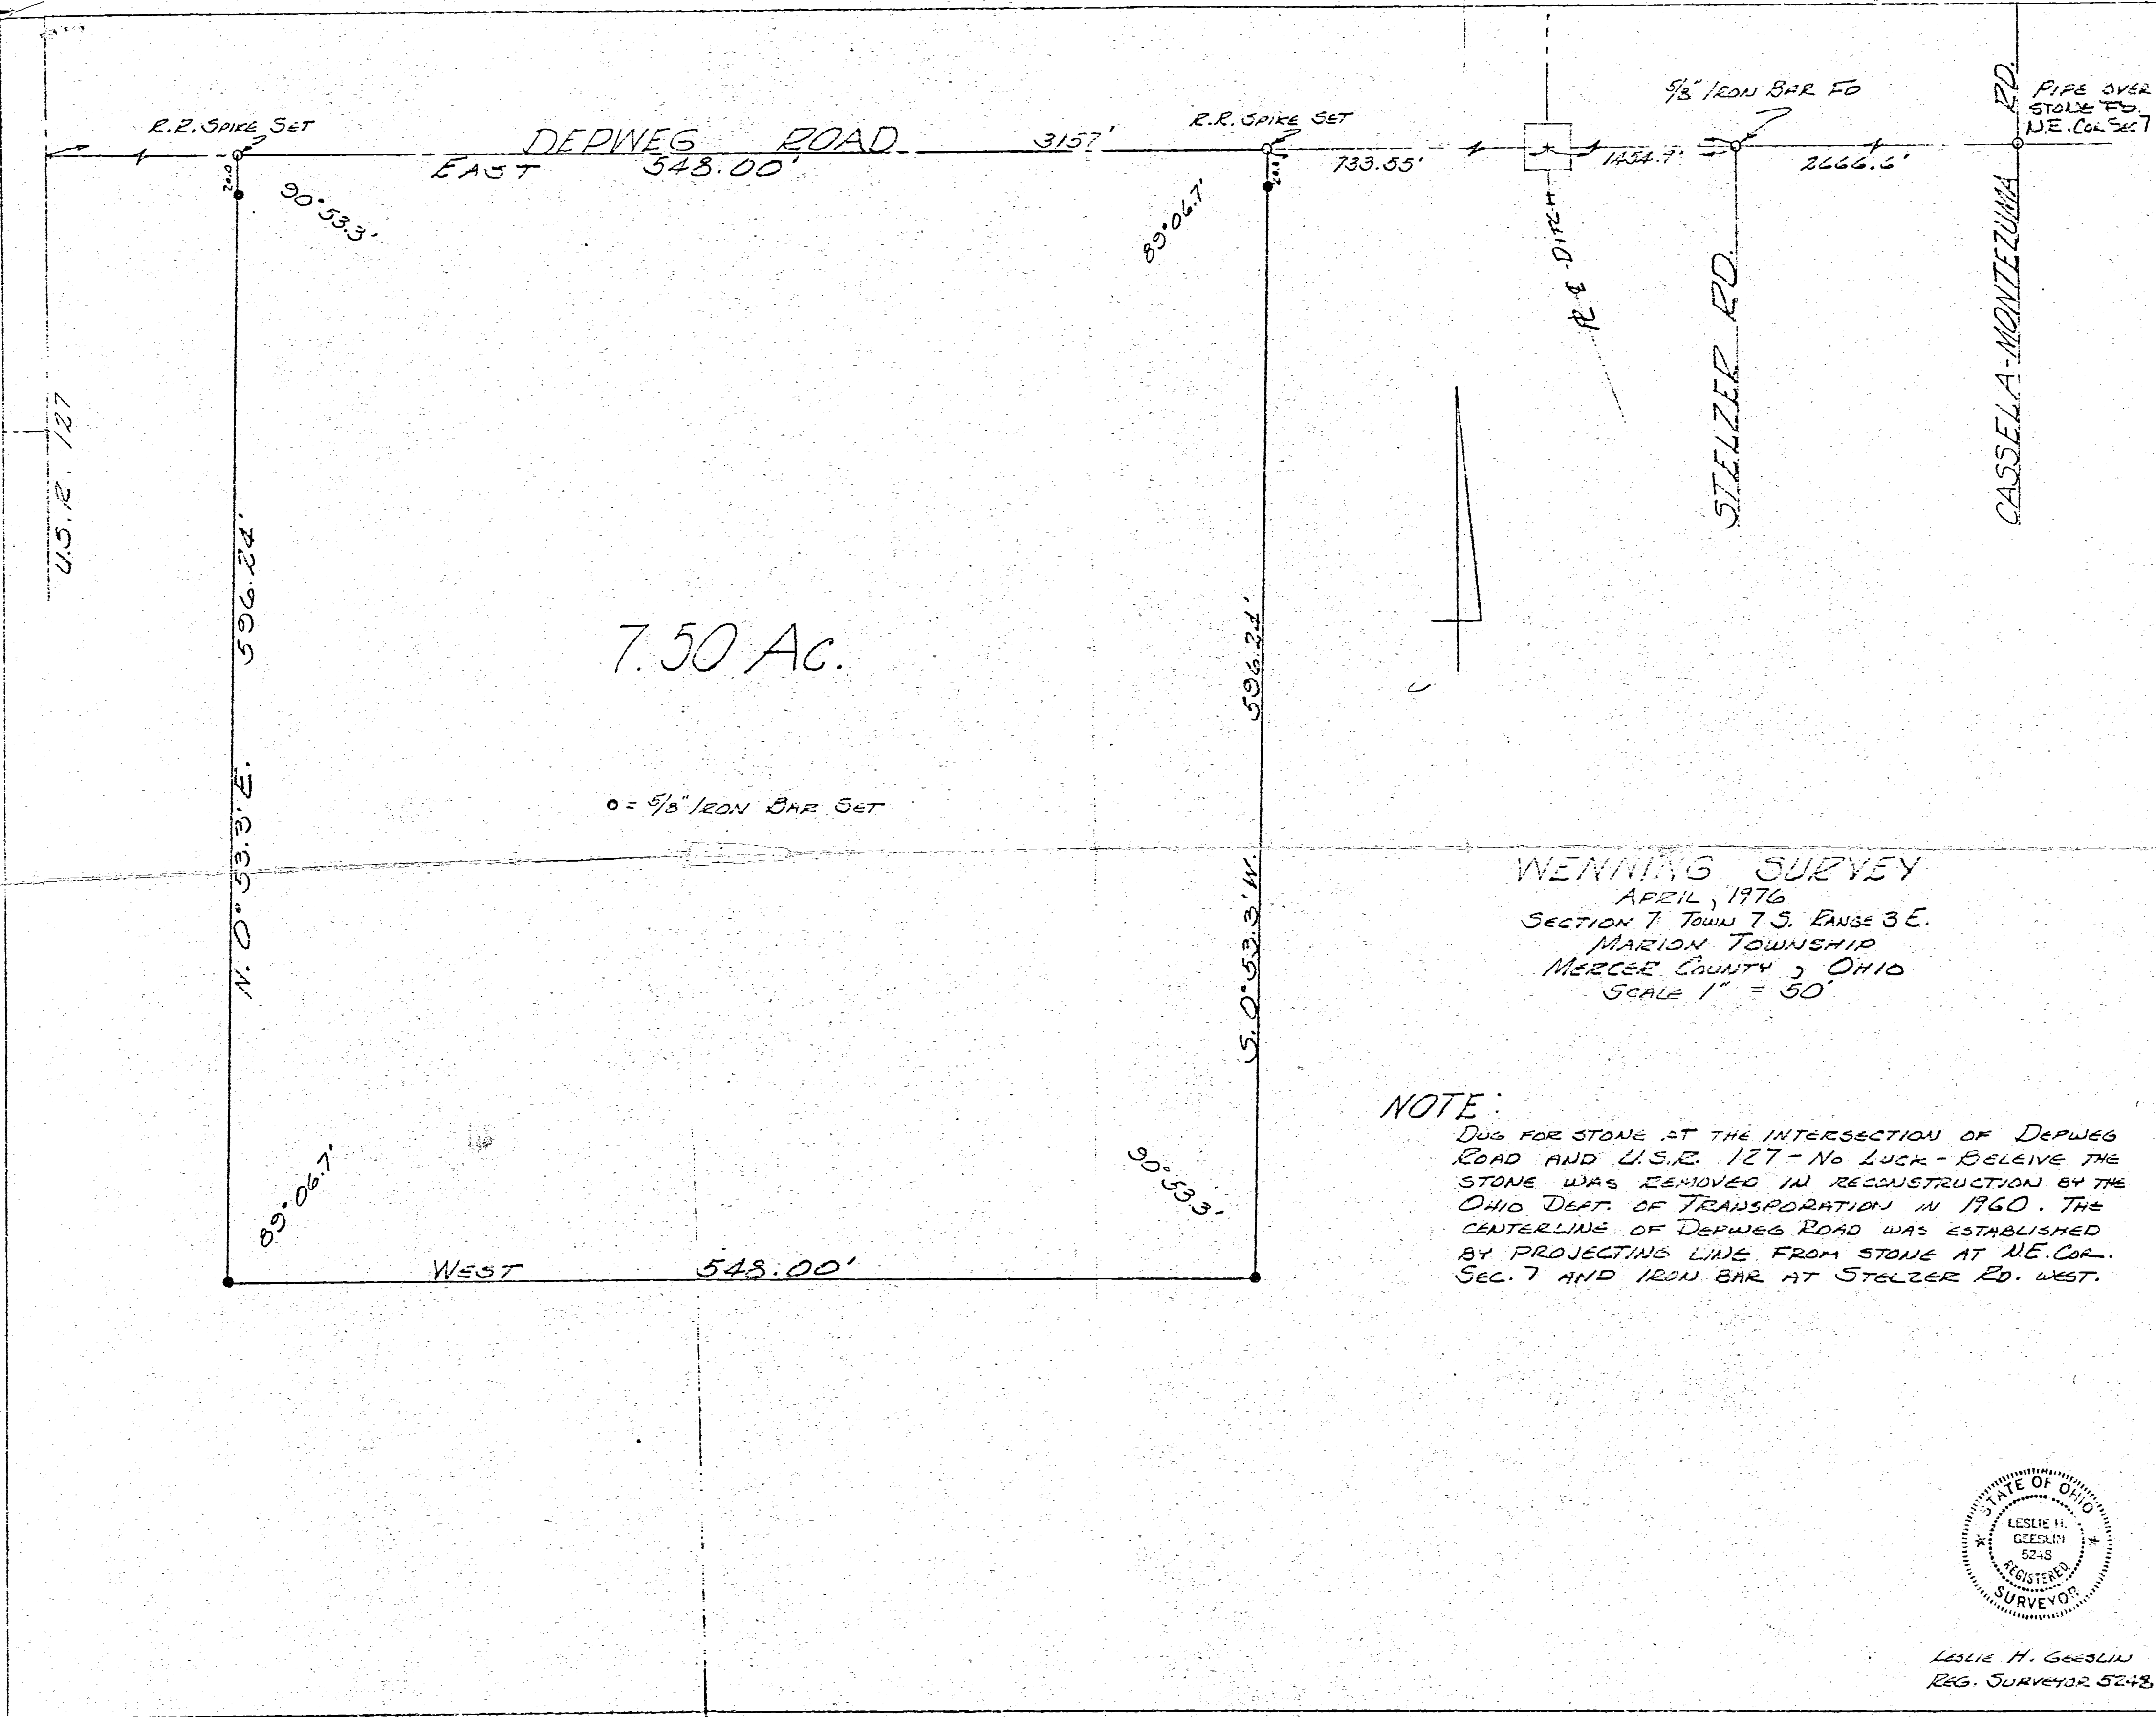 5/8" IRON BAR FD
PIPE OVER
STONE FD.
N.E. COR SEC 7
R.R. SPIKE SET
R.R. SPIKE SET
DEPWEG ROAD
3157'
EAST 548.00'
733.55'
1454.9'
2666.6'
20.0'
20.0'
90°53.3'
89°06.7'
DITCH
STELZER RD.
CASSELA-MONTEZUMA RD.
U.S.R. 127
596.24'
N. 0° 53.3' E.
596.24'
S. 0° 53.3' W.
7.50 AC.
= 5/8" IRON BAR SET
WENNING SURVEY
APRIL, 1976
SECTION 7 TOWN 7 S. RANGE 3 E.
MARION TOWNSHIP
MERCER COUNTY, OHIO
SCALE 1" = 50'
NOTE:
DUG FOR STONE AT THE INTERSECTION OF DEPWEG
ROAD AND U.S.R. 127 - NO LUCK - BELEIVE THE
STONE WAS REMOVED IN RECONSTRUCTION BY THE
OHIO DEPT. OF TRANSPORATION IN 1960. THE
CENTERLINE OF DEPWEG ROAD WAS ESTABLISHED
BY PROJECTING LINE FROM STONE AT N.E. COR.
SEC. 7 AND IRON BAR AT STELZER RD. WEST.
89°06.7'
90°53.3'
WEST 548.00'
STATE OF OHIO
LESLIE H.
GEESLIN
5248
REGISTERED
SURVEYOR
LESLIE H. GEESLIN
REG. SURVEYOR 5248